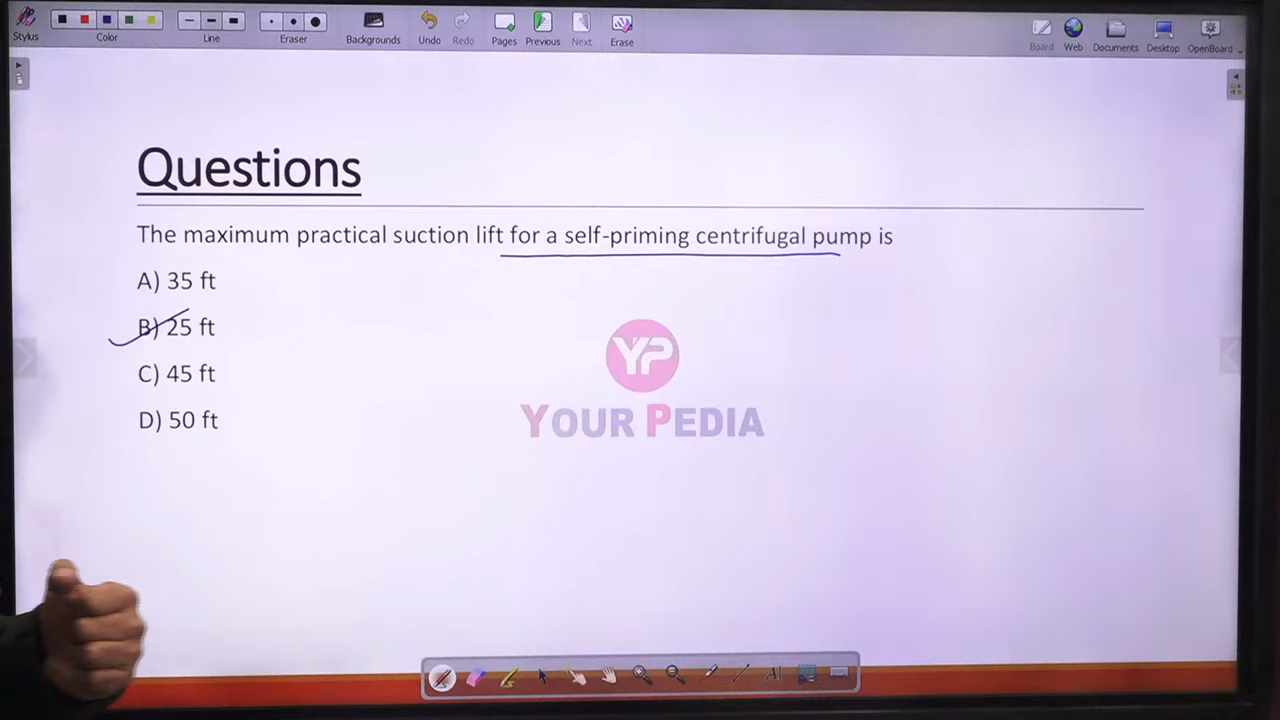 Stylus
Color
Line
Eraser
Backgrounds
Undo
Redo
Pages
Previous
Next
Erase
Board
Web
Documents
Desktop
OpenBoard
Questions
The maximum practical suction lift for a self-priming centrifugal pump is
A) 35 ft
B) 25 ft
C) 45 ft
D) 50 ft
YP
YOUR PEDIA
AI